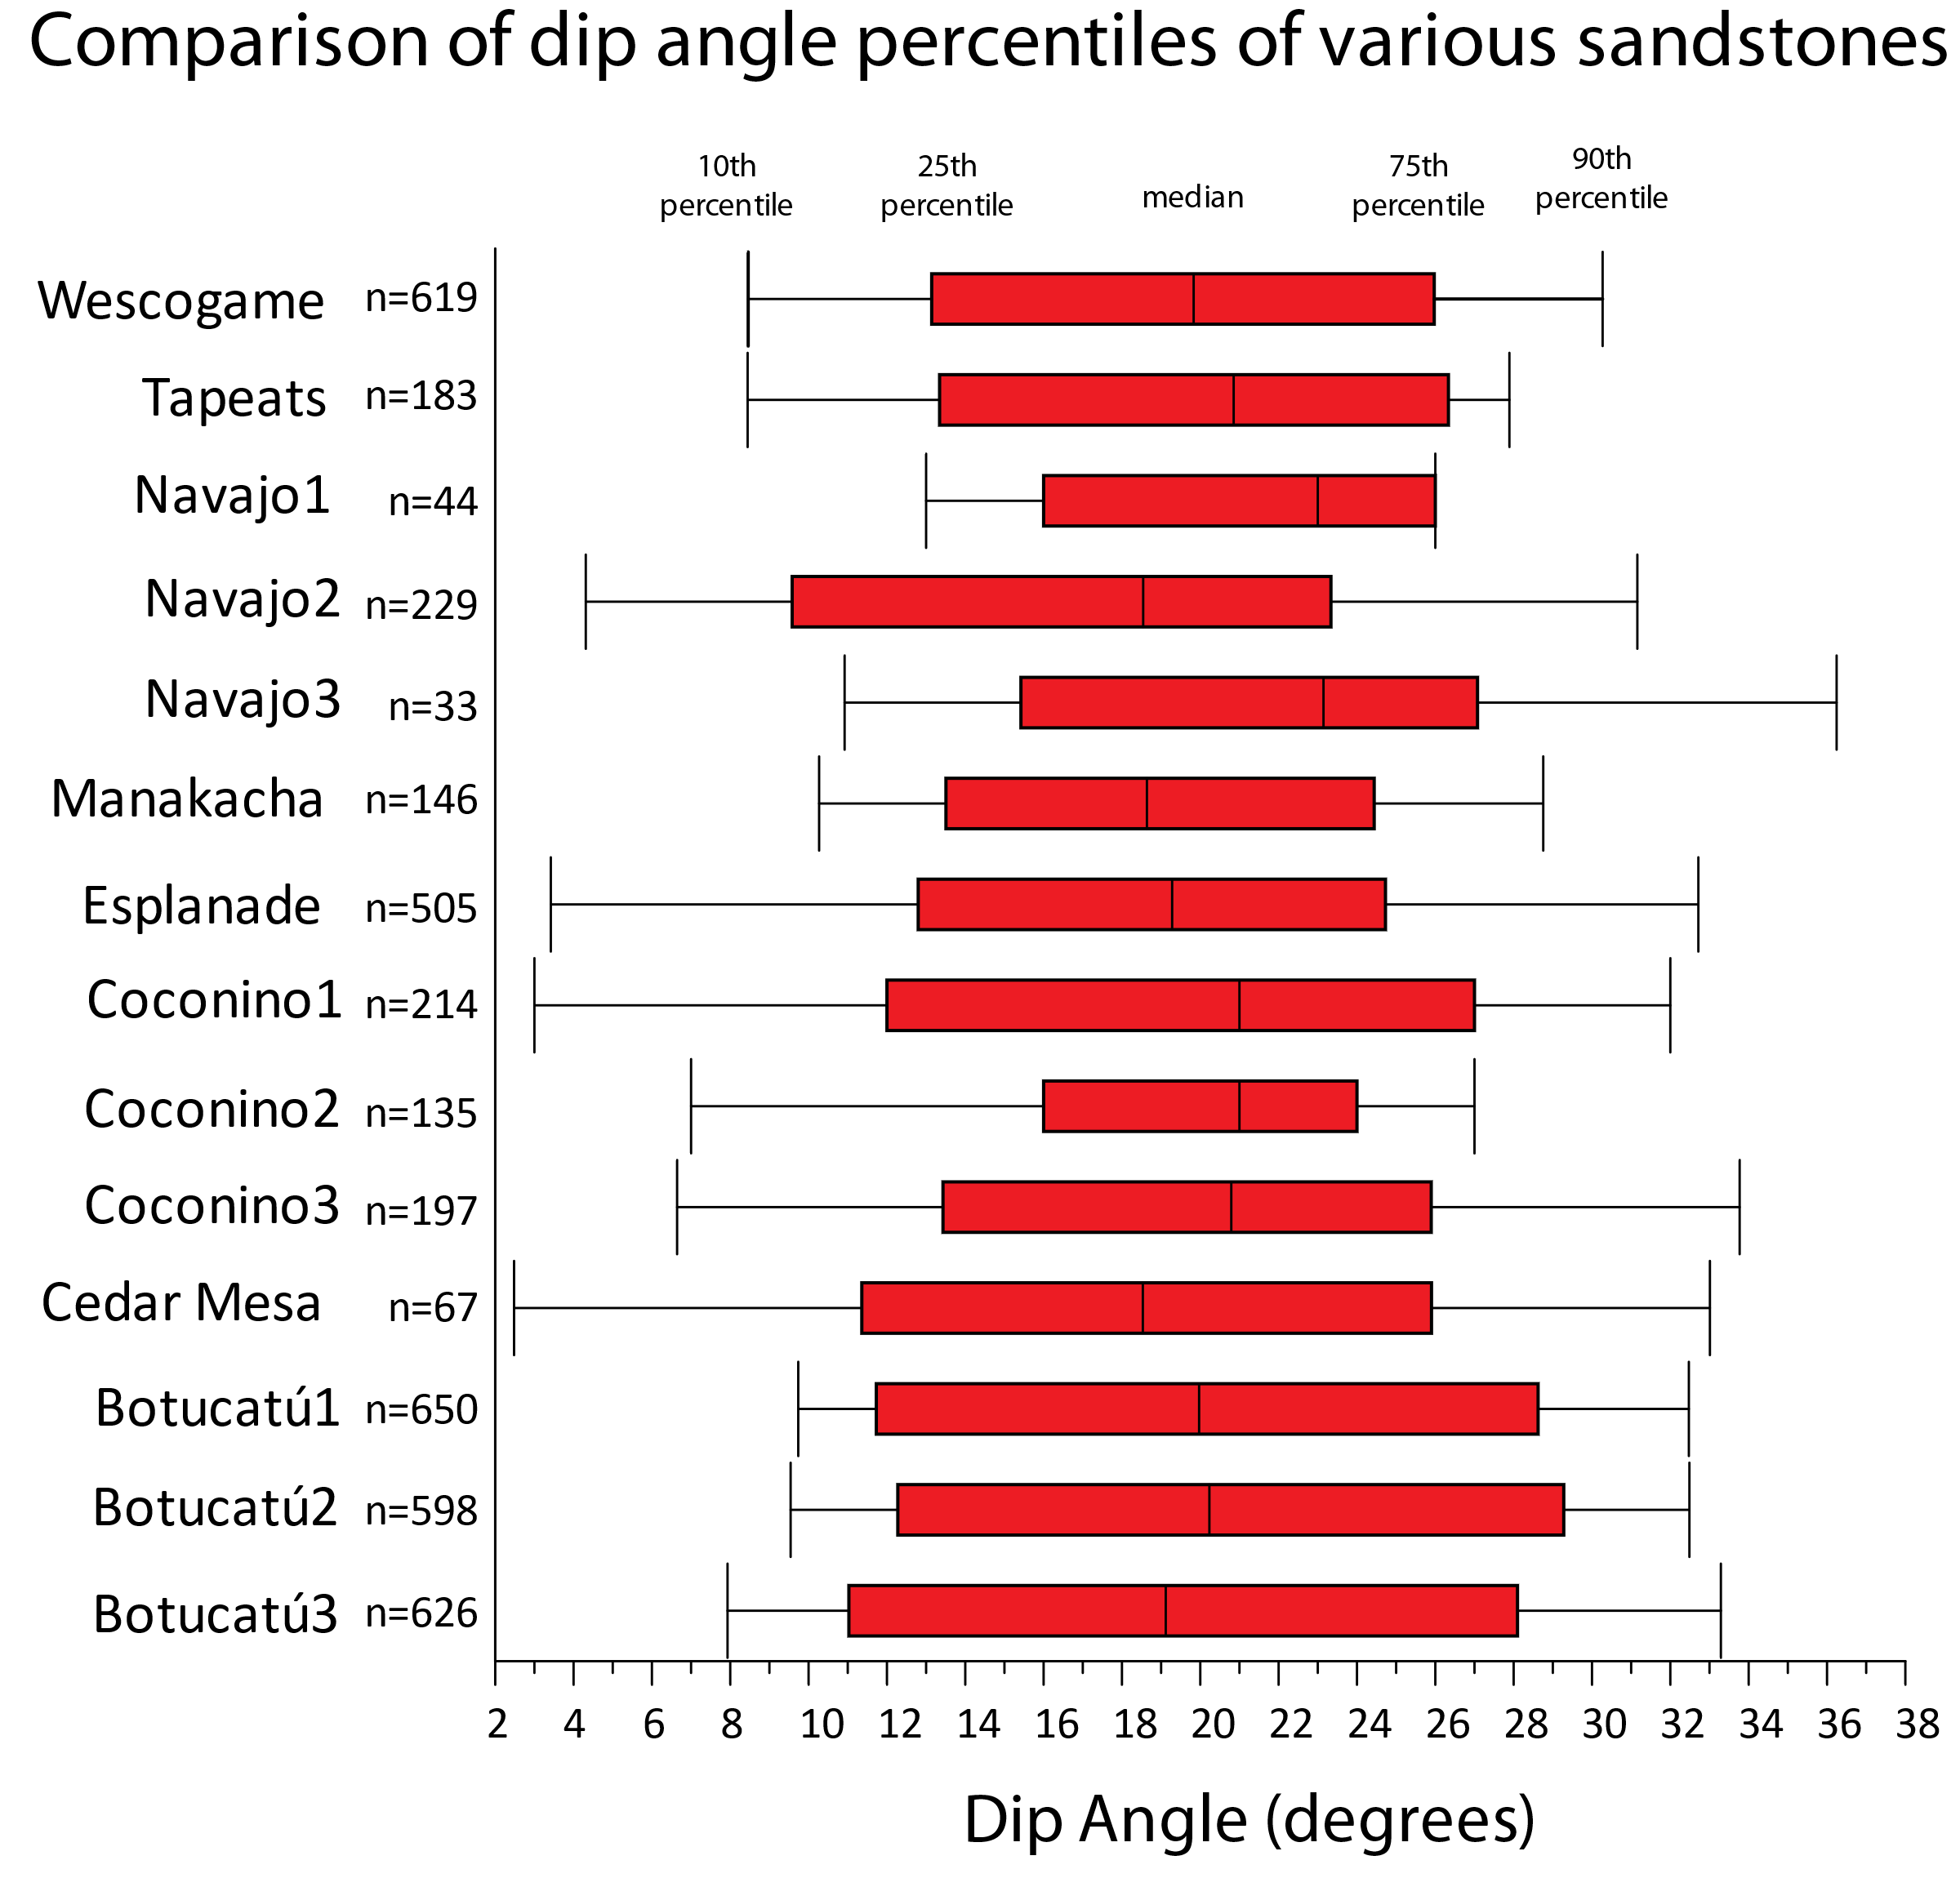 Comparison of dip angle percentiles of various sandstones
10th percentile
25th percentile
median
75th percentile
90th percentile
Wescogame n=619
Tapeats n=183
Navajo1 n=44
Navajo2 n=229
Navajo3 n=33
Manakacha n=146
Esplanade n=505
Coconino1 n=214
Coconino2 n=135
Coconino3 n=197
Cedar Mesa n=67
Botucatú1 n=650
Botucatú2 n=598
Botucatú3 n=626
2 4 6 8 10 12 14 16 18 20 22 24 26 28 30 32 34 36 38
Dip Angle (degrees)